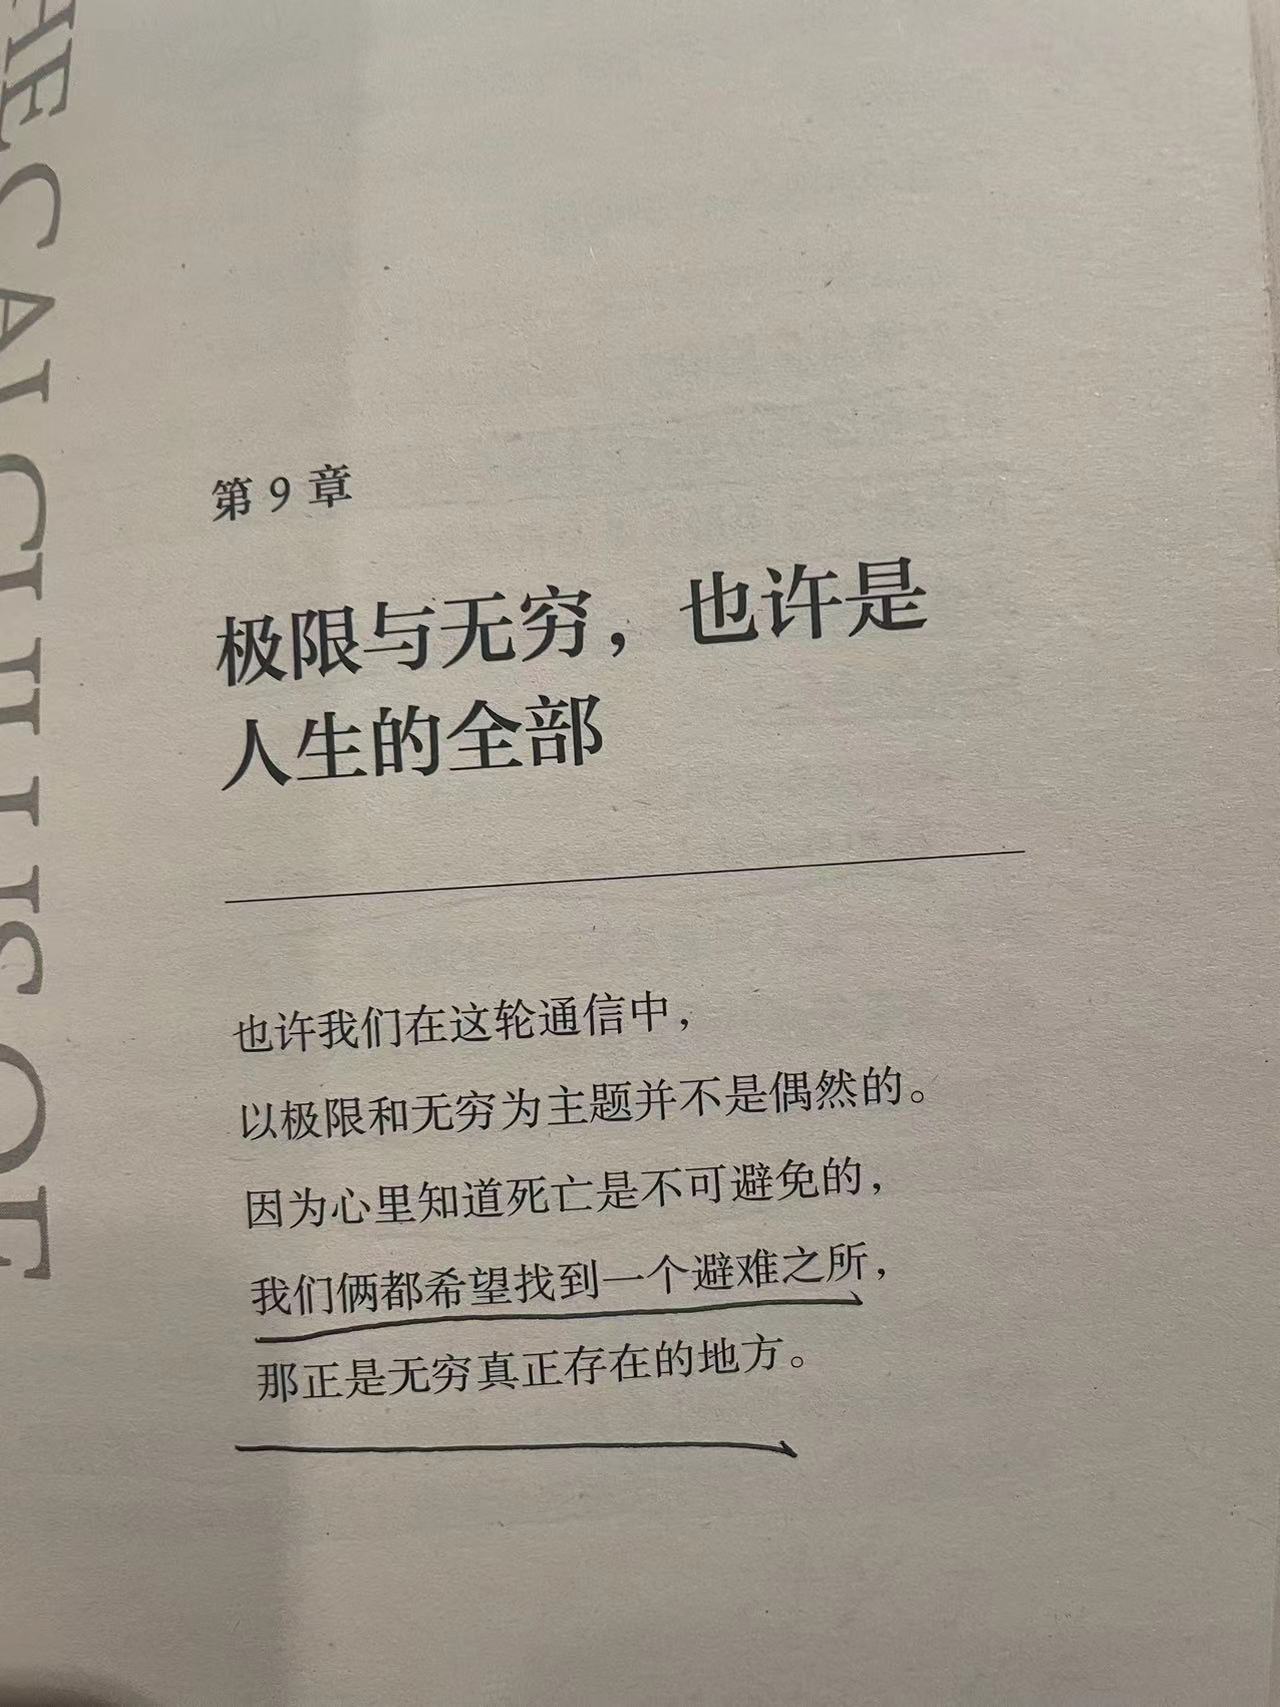 HE CALCULUS OF
第 9 章
极限与无穷，也许是
人生的全部
也许我们在这轮通信中，
以极限和无穷为主题并不是偶然的。
因为心里知道死亡是不可避免的，
我们俩都希望找到一个避难之所，
那正是无穷真正存在的地方。